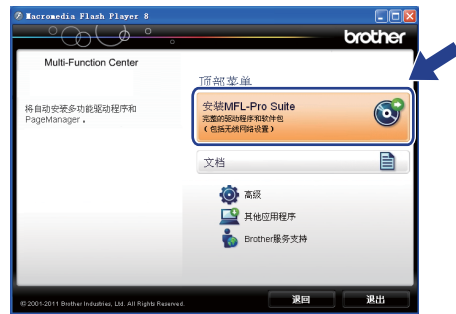 Macromedia Flash Player 8
brother
Multi-Function Center
顶部菜单
将自动安装多功能驱动程序和
PageManager。
安装MFL-Pro Suite
完整的驱动程序和软件包
(包括无线网络设置)
文档
高级
其他应用程序
Brother服务支持
© 2001-2011 Brother Industries, Ltd. All Rights Reserved.
退回
退出